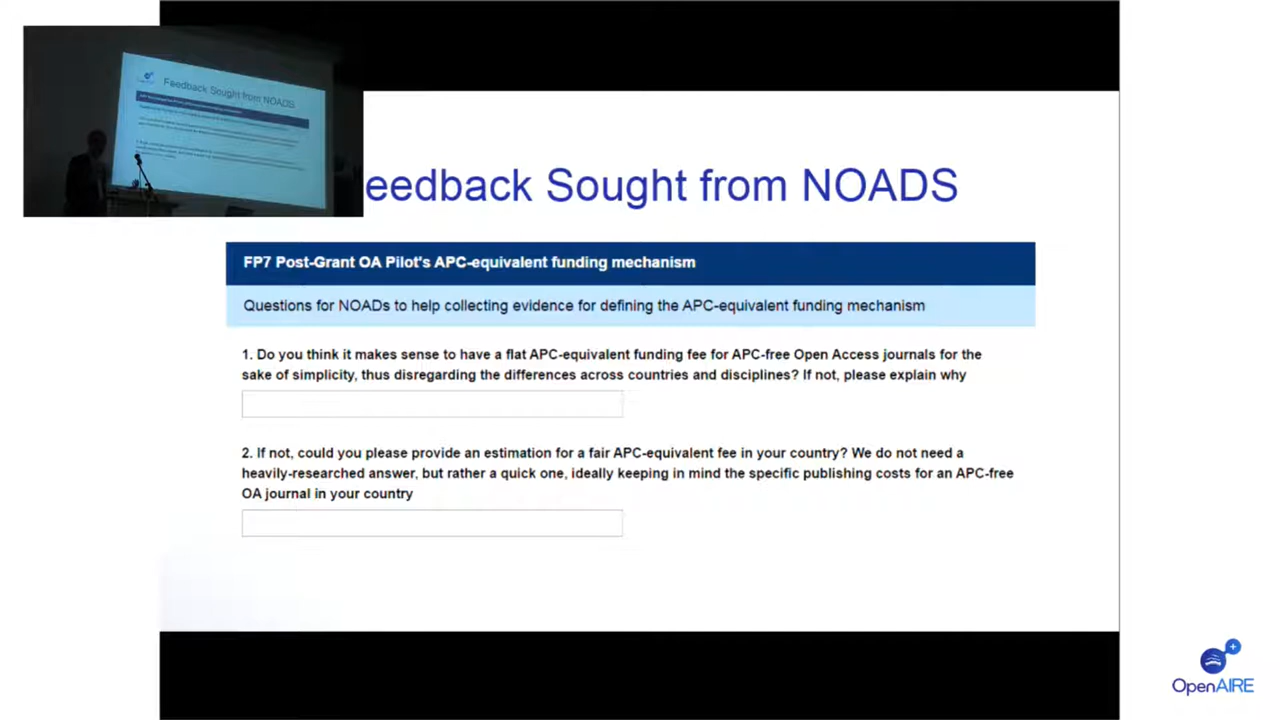 Feedback Sought from NOADS
eedback Sought from NOADS
FP7 Post-Grant OA Pilot's APC-equivalent funding mechanism
Questions for NOADs to help collecting evidence for defining the APC-equivalent funding mechanism
1. Do you think it makes sense to have a flat APC-equivalent funding fee for APC-free Open Access journals for the
sake of simplicity, thus disregarding the differences across countries and disciplines? If not, please explain why
2. If not, could you please provide an estimation for a fair APC-equivalent fee in your country? We do not need a
heavily-researched answer, but rather a quick one, ideally keeping in mind the specific publishing costs for an APC-free
OA journal in your country
OpenAIRE